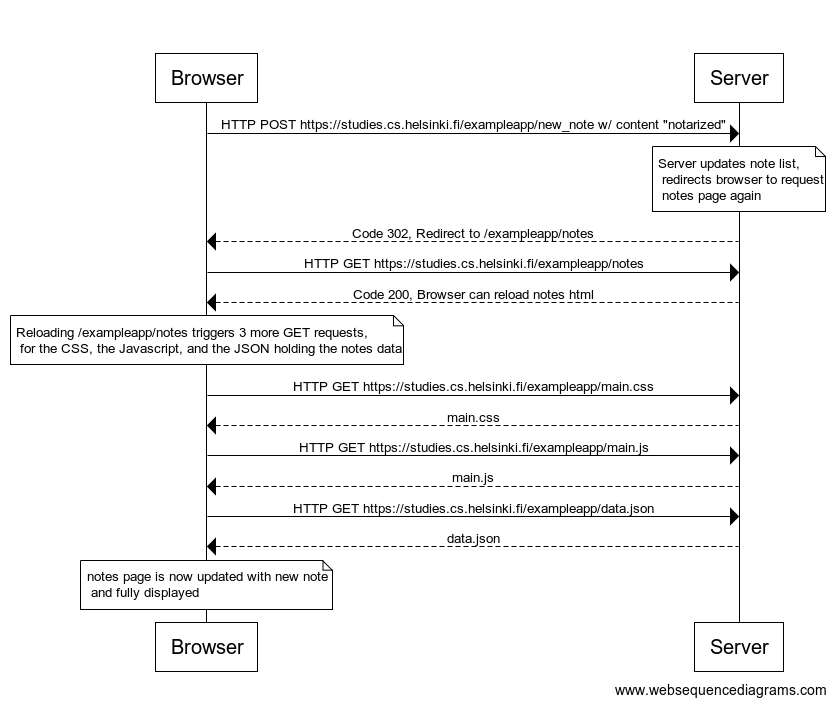 Browser
Server
HTTP POST https://studies.cs.helsinki.fi/exampleapp/new_note w/ content "notarized"
Server updates note list,
redirects browser to request
notes page again
Code 302, Redirect to /exampleapp/notes
HTTP GET https://studies.cs.helsinki.fi/exampleapp/notes
Code 200, Browser can reload notes html
Reloading /exampleapp/notes triggers 3 more GET requests,
for the CSS, the Javascript, and the JSON holding the notes data
HTTP GET https://studies.cs.helsinki.fi/exampleapp/main.css
main.css
HTTP GET https://studies.cs.helsinki.fi/exampleapp/main.js
main.js
HTTP GET https://studies.cs.helsinki.fi/exampleapp/data.json
data.json
notes page is now updated with new note
and fully displayed
Browser
Server
www.websequencediagrams.com